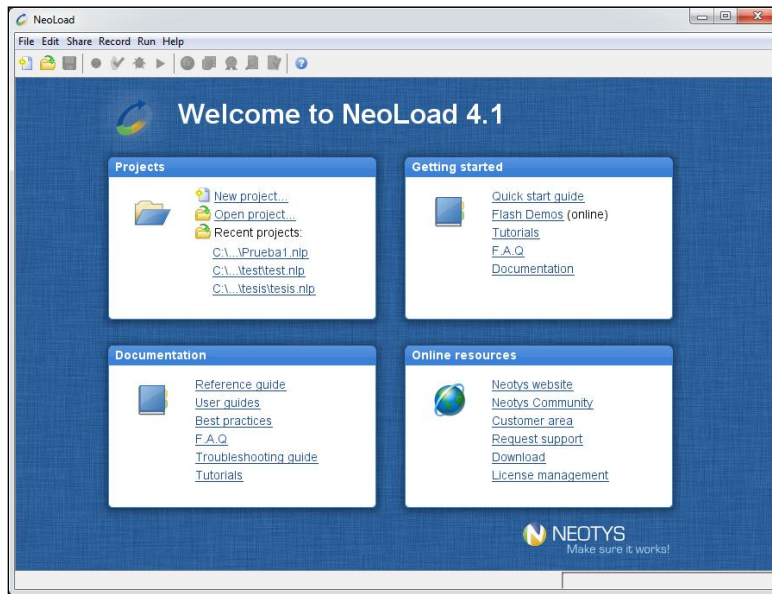 NeoLoad
File Edit Share Record Run Help
Welcome to NeoLoad 4.1
Projects
New project...
Open project...
Recent projects:
C:\...\Prueba1.nlp
C:\...\test\test.nlp
C:\...\tesis\tesis.nlp
Getting started
Quick start guide
Flash Demos (online)
Tutorials
F.A.Q
Documentation
Documentation
Reference guide
User guides
Best practices
F.A.Q
Troubleshooting guide
Tutorials
Online resources
Neotys website
Neotys Community
Customer area
Request support
Download
License management
NEOTYS
Make sure it works!